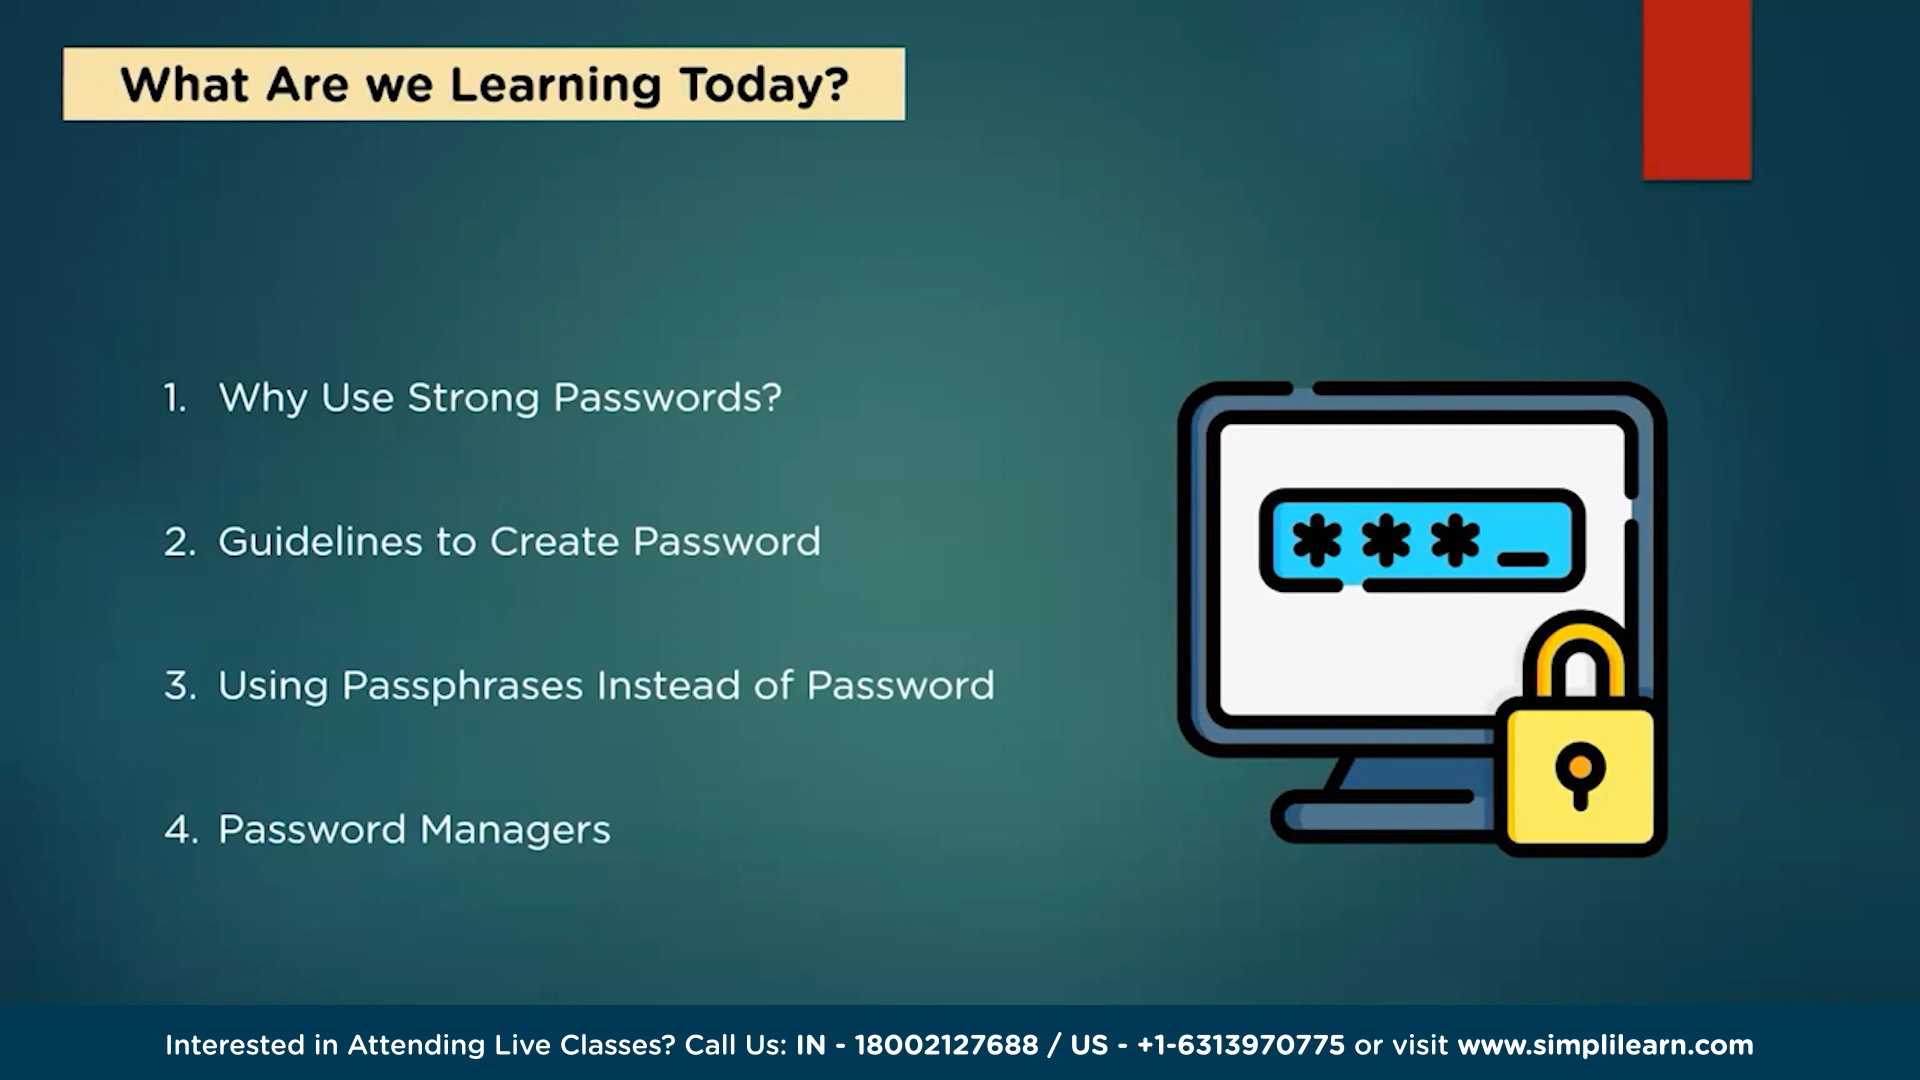 What Are we Learning Today?
1. Why Use Strong Passwords?
2. Guidelines to Create Password
3. Using Passphrases Instead of Password
4. Password Managers
***_
Interested in Attending Live Classes? Call Us: IN - 18002127688 / US - +1-6313970775 or visit www.simplilearn.com